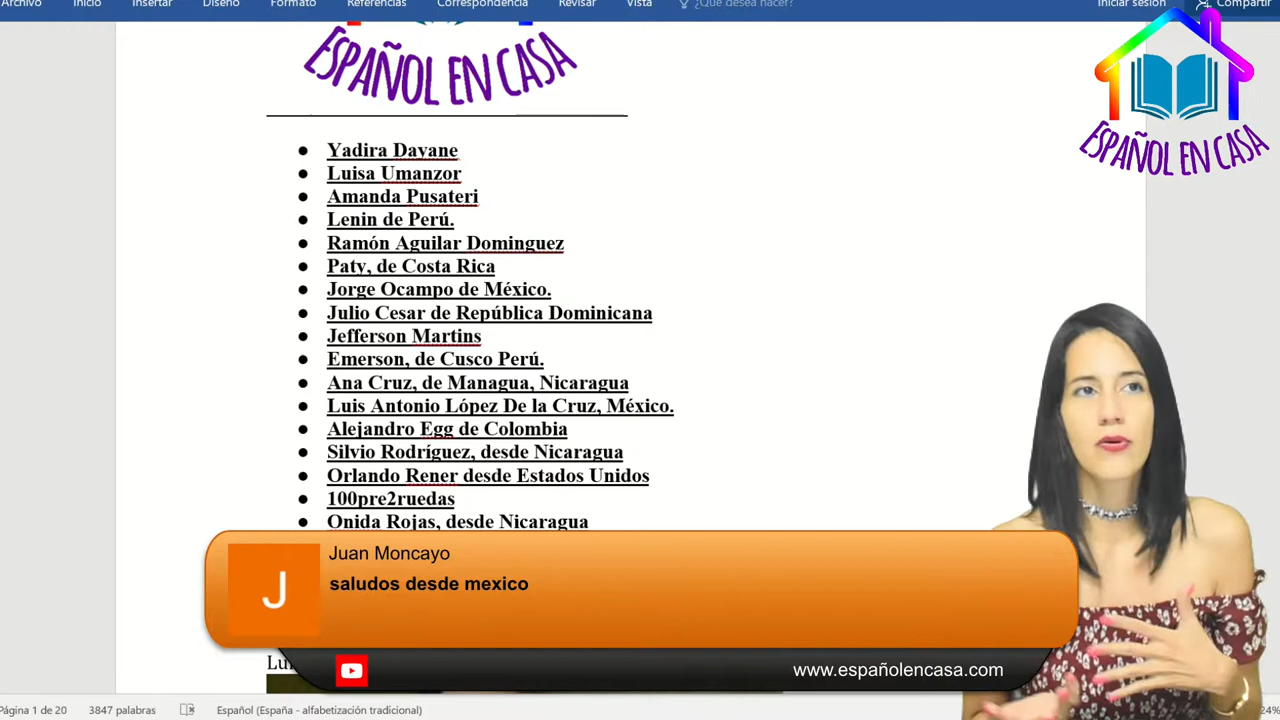 Archivo Inicio Insertar Diseño Formato Referencias Correspondencia Revisar Vista ¿Qué desea hacer? Iniciar sesión Compartir
ESPAÑOL EN CASA
ESPAÑOL EN CASA
Yadira Dayane
Luisa Umanzor
Amanda Pusateri
Lenin de Perú.
Ramón Aguilar Dominguez
Paty, de Costa Rica
Jorge Ocampo de México.
Julio Cesar de República Dominicana
Jefferson Martins
Emerson, de Cusco Perú.
Ana Cruz, de Managua, Nicaragua
Luis Antonio López De la Cruz, México.
Alejandro Egg de Colombia
Silvio Rodríguez, desde Nicaragua
Orlando Rener desde Estados Unidos
100pre2ruedas
Onida Rojas, desde Nicaragua
J
Juan Moncayo
saludos desde mexico
www.españolencasa.com
Página 1 de 20 3847 palabras Español (España - alfabetización tradicional) 24%